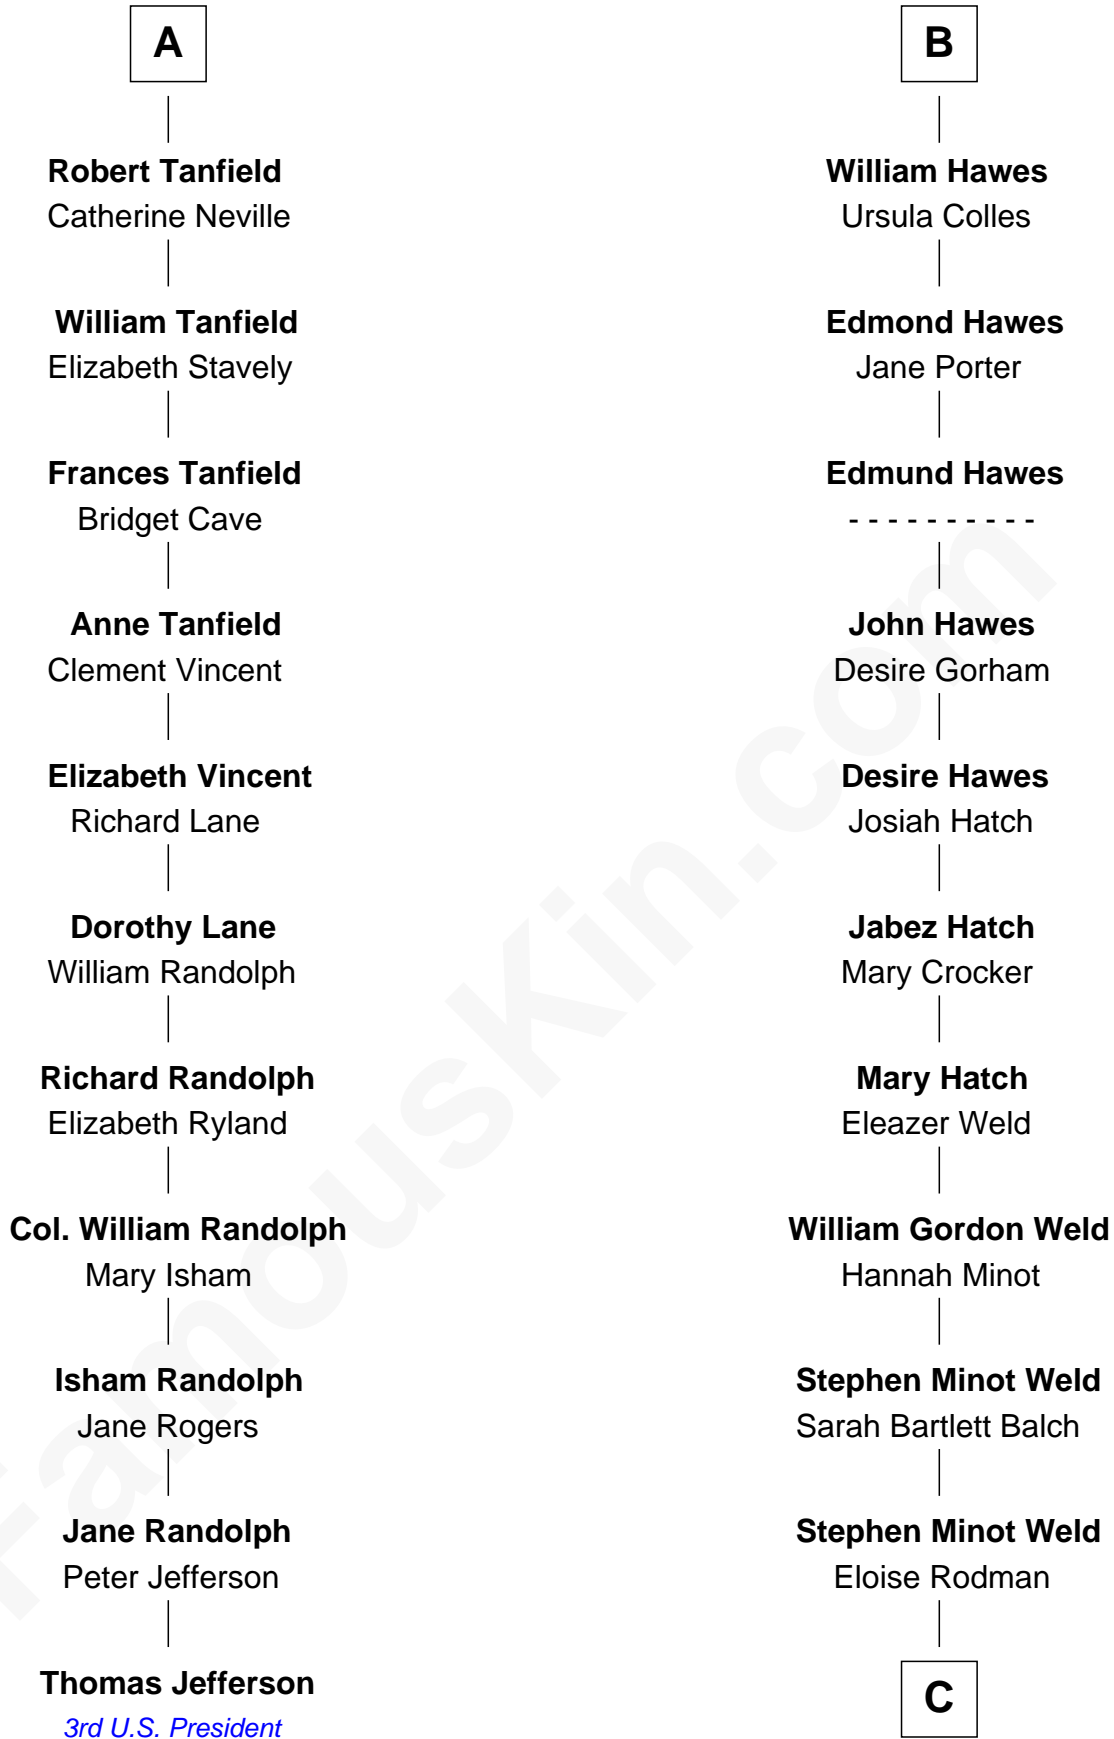 A
Robert Tanfield
Catherine Neville
William Tanfield
Elizabeth Stavely
Frances Tanfield
Bridget Cave
Anne Tanfield
Clement Vincent
Elizabeth Vincent
Richard Lane
Dorothy Lane
William Randolph
Richard Randolph
Elizabeth Ryland
Col. William Randolph
Mary Isham
Isham Randolph
Jane Rogers
Jane Randolph
Peter Jefferson
Thomas Jefferson
3rd U.S. President
B
William Hawes
Ursula Colles
Edmond Hawes
Jane Porter
Edmund Hawes
- - - - - - - - - -
John Hawes
Desire Gorham
Desire Hawes
Josiah Hatch
Jabez Hatch
Mary Crocker
Mary Hatch
Eleazer Weld
William Gordon Weld
Hannah Minot
Stephen Minot Weld
Sarah Bartlett Balch
Stephen Minot Weld
Eloise Rodman
C
FamousKin.com